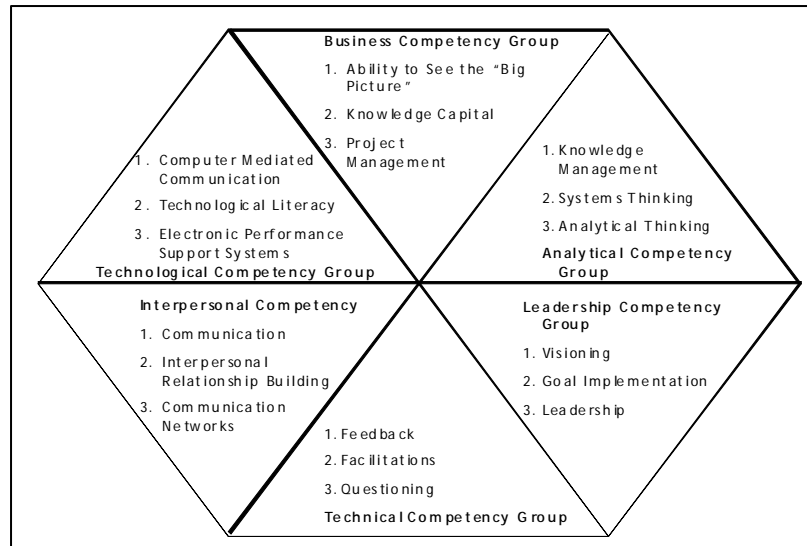 Business Competency Group
1. Ability to See the “Big
Picture”
2. Knowledge Capital
3. Project
Management
1. Computer Mediated
Communication
2. Technological Literacy
3. Electronic Performance
Support Systems
Technological Competency Group
1. Knowledge
Management
2. Systems Thinking
3. Analytical Thinking
Analytical Competency
Group
Interpersonal Competency
1. Communication
2. Interpersonal
Relationship Building
3. Communication
Networks
1. Feedback
2. Facilitations
3. Questioning
Technical Competency Group
Leadership Competency
Group
1. Visioning
2. Goal Implementation
3. Leadership